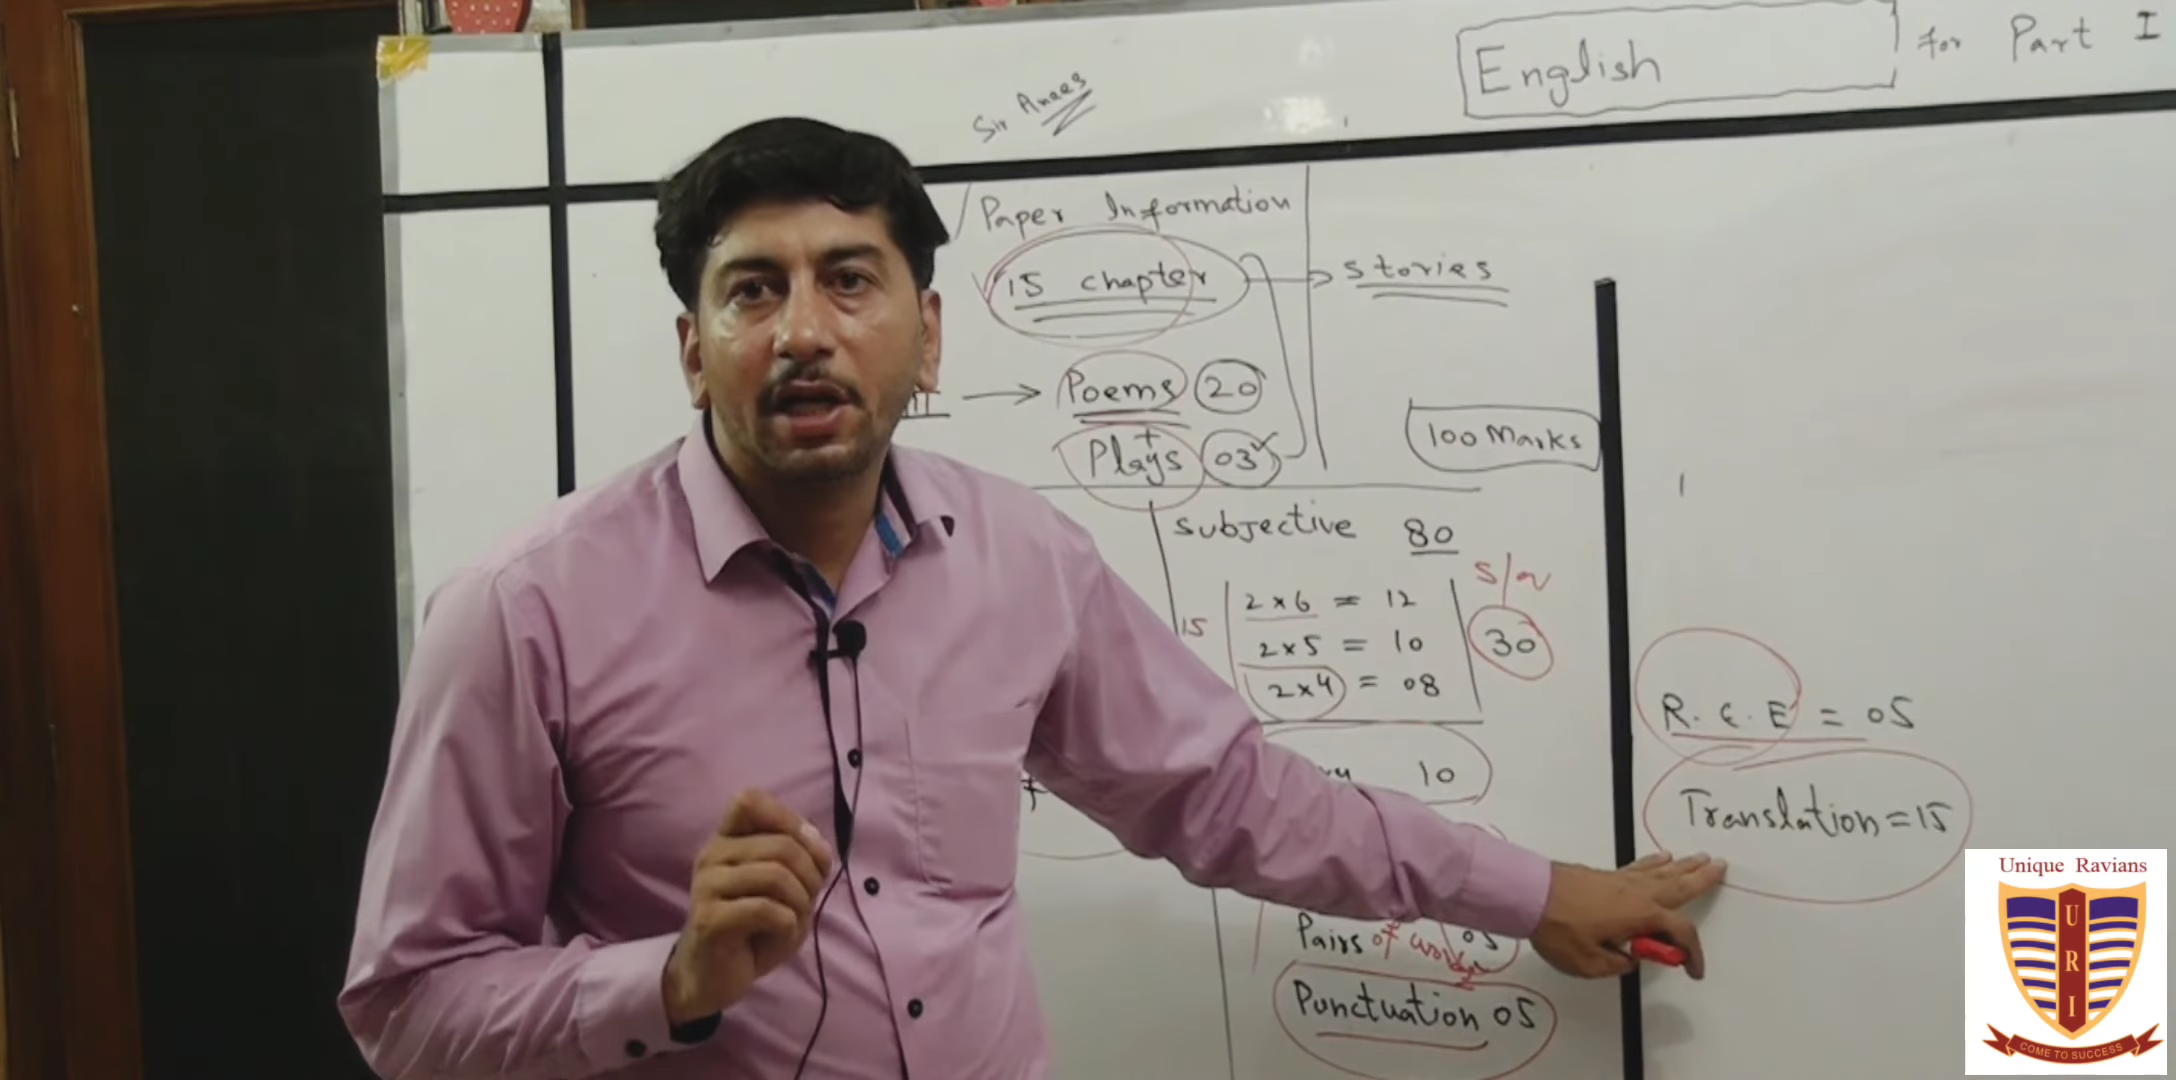 English for Part I
Sir Anees
Paper Information
15 chapter → stories
→ Poems 20
+
Plays 03
100 Marks
Subjective 80
S/Q
15
2 × 6 = 12
2 × 5 = 10
2 × 4 = 08
30
10
Pairs of words 05
Punctuation 05
R. C. E = 05
Translation = 15
Unique Ravians
U
R
I
COME TO SUCCESS